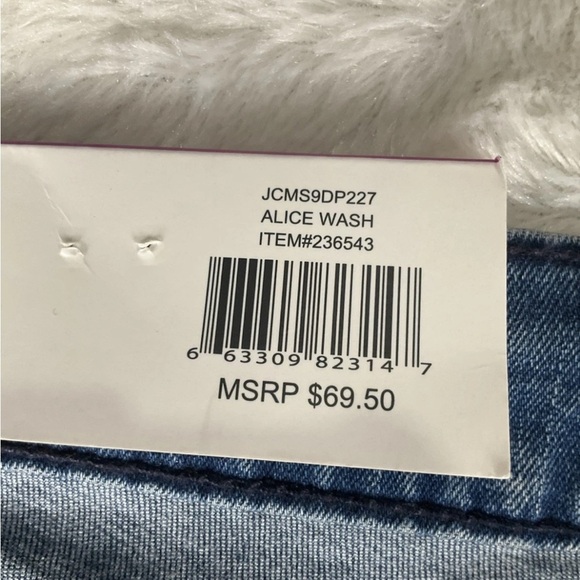 JCMS9DP227
ALICE WASH
ITEM#236543
6 63309 82314 7
MSRP $69.50